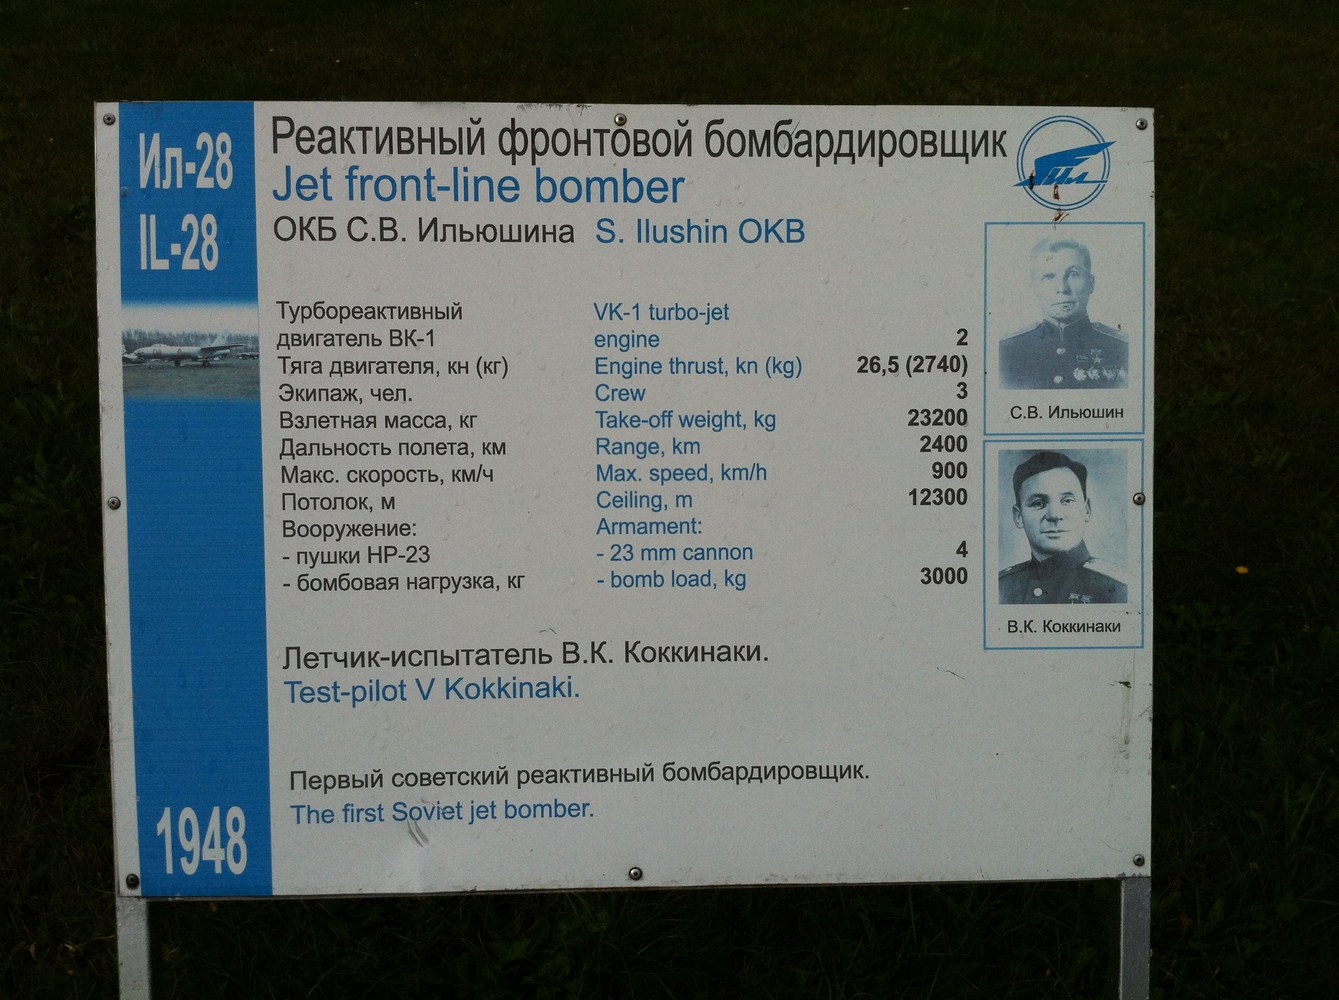 Ил-28
IL-28
Реактивный фронтовой бомбардировщик
Jet front-line bomber
ОКБ С.В. Ильюшина S. Ilushin OKB
Ил
Турбореактивный VK-1 turbo-jet
двигатель ВК-1 engine 2
Тяга двигателя, кн (кг) Engine thrust, kn (kg) 26,5 (2740)
Экипаж, чел. Crew 3
Взлетная масса, кг Take-off weight, kg 23200
Дальность полета, км Range, km 2400
Макс. скорость, км/ч Max. speed, km/h 900
Потолок, м Ceiling, m 12300
Вооружение: Armament:
- пушки НР-23 - 23 mm cannon 4
- бомбовая нагрузка, кг - bomb load, kg 3000
С.В. Ильюшин
В.К. Коккинаки
Летчик-испытатель В.К. Коккинаки.
Test-pilot V Kokkinaki.
Первый советский реактивный бомбардировщик.
The first Soviet jet bomber.
1948